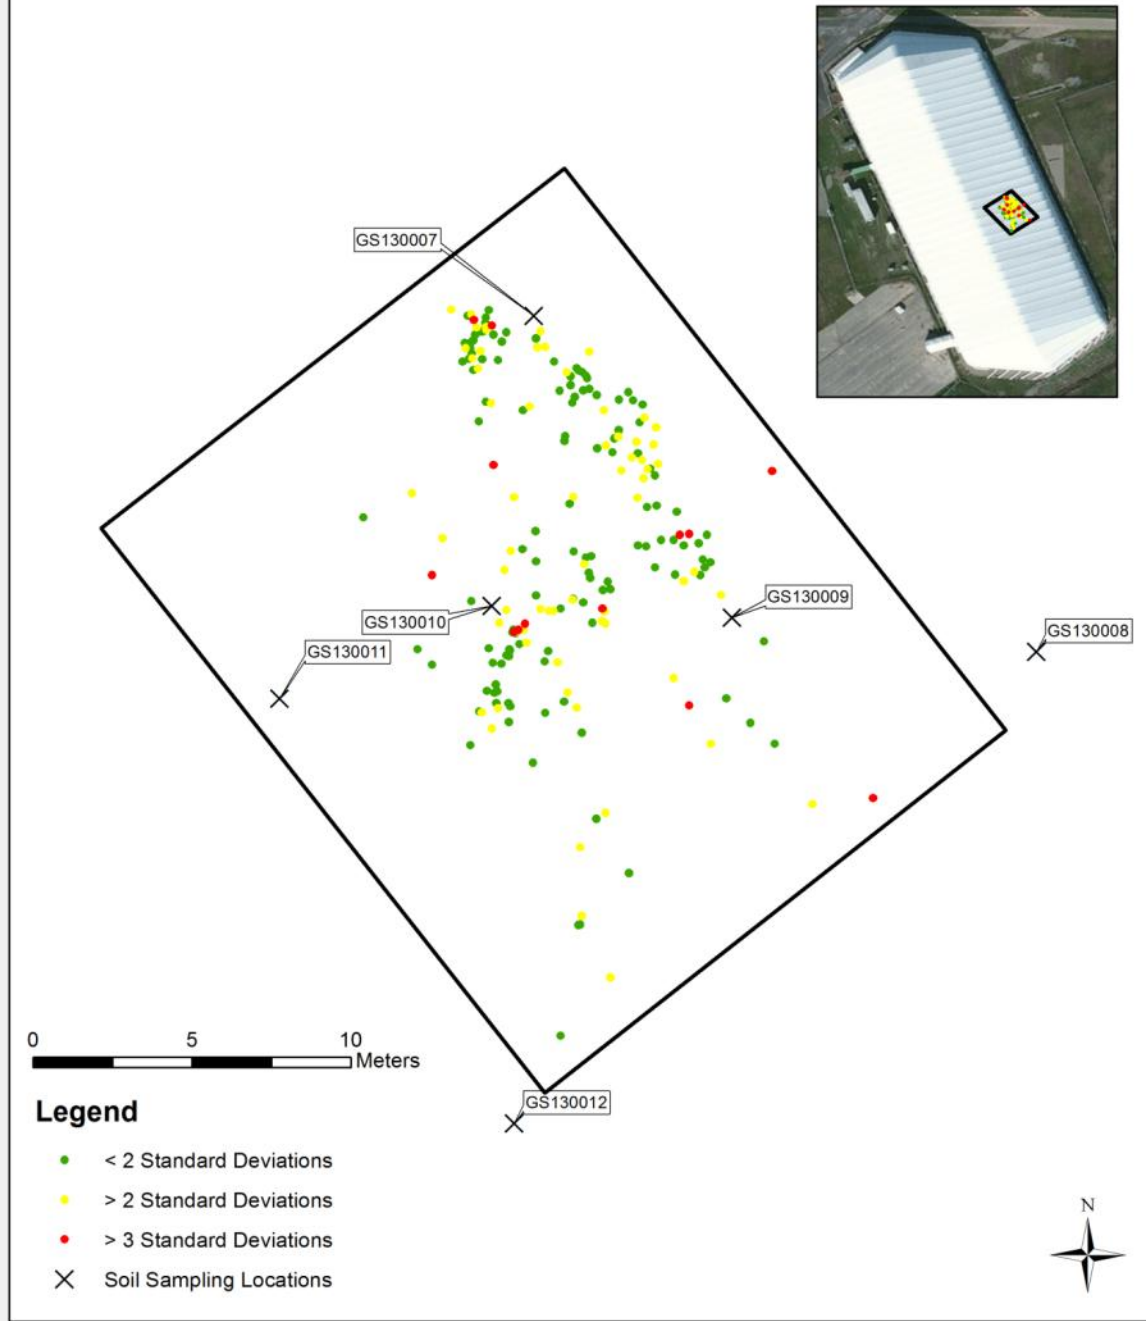 GS130007
GS130009
GS130010
GS130008
GS130011
0 5 10
Meters
GS130012
Legend
< 2 Standard Deviations
> 2 Standard Deviations
> 3 Standard Deviations
Soil Sampling Locations
N